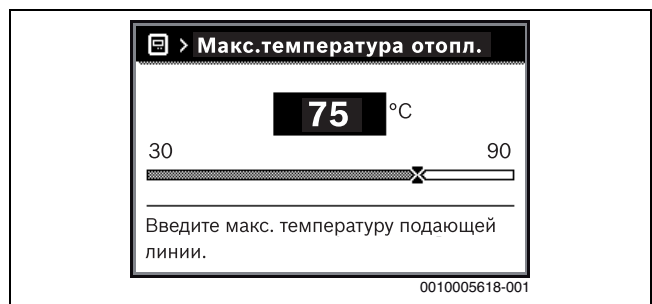 > Макс.температура отопл.
75 °C
30 90
Введите макс. температуру подающей
линии.
0010005618-001